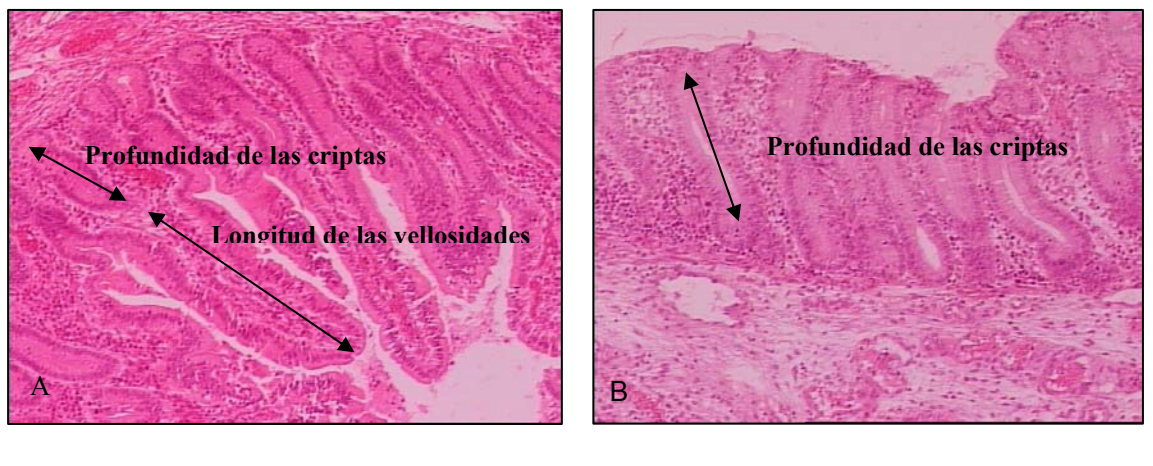 Profundidad de las criptas
Longitud de las vellosidades
A
Profundidad de las criptas
B